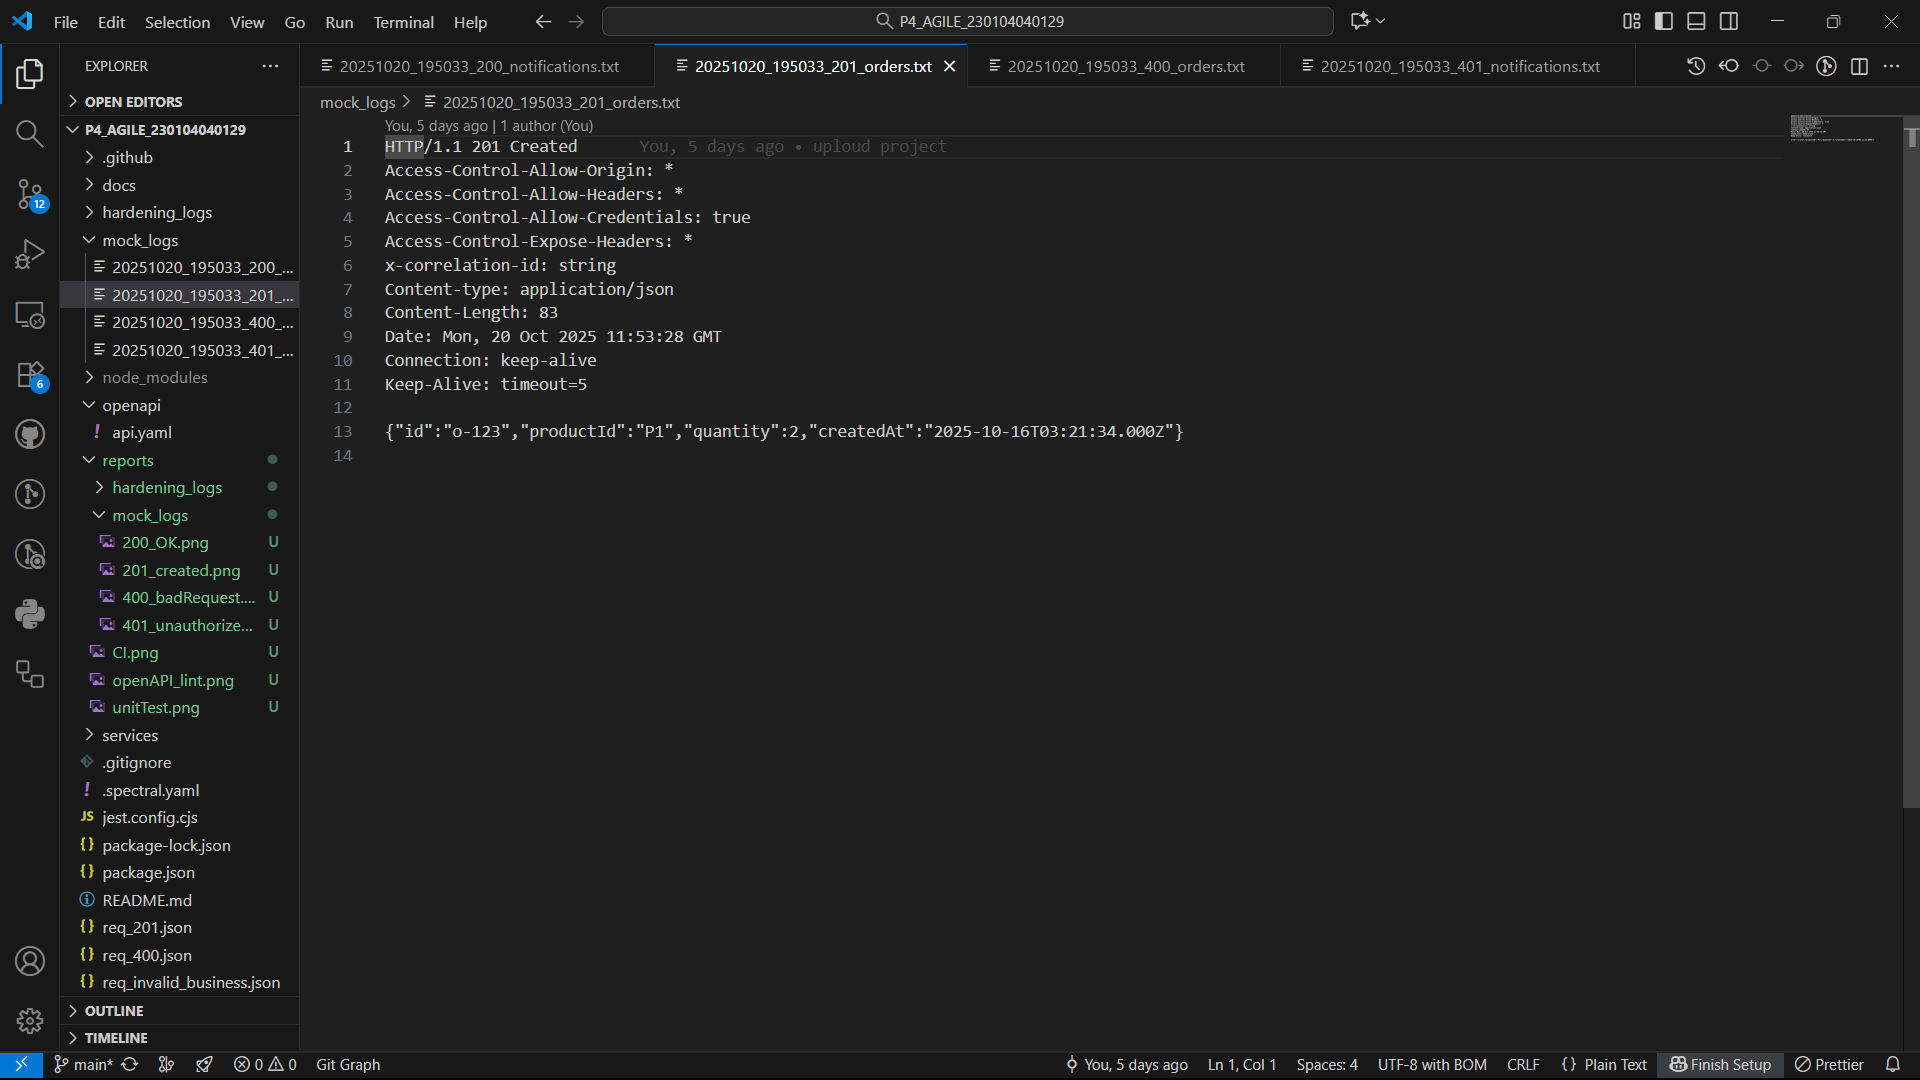 File Edit Selection View Go Run Terminal Help
P4_AGILE_230104040129
EXPLORER
OPEN EDITORS
P4_AGILE_230104040129
.github
docs
hardening_logs
mock_logs
20251020_195033_200_...
20251020_195033_201_...
20251020_195033_400_...
20251020_195033_401_...
node_modules
openapi
! api.yaml
reports
hardening_logs
mock_logs
200_OK.png U
201_created.png U
400_badRequest.... U
401_unauthorize... U
CI.png U
openAPI_lint.png U
unitTest.png U
services
.gitignore
! .spectral.yaml
JS jest.config.cjs
{} package-lock.json
{} package.json
README.md
{} req_201.json
{} req_400.json
{} req_invalid_business.json
OUTLINE
TIMELINE
12
6
20251020_195033_200_notifications.txt
20251020_195033_201_orders.txt
20251020_195033_400_orders.txt
20251020_195033_401_notifications.txt
mock_logs > 20251020_195033_201_orders.txt
You, 5 days ago | 1 author (You)
1 HTTP/1.1 201 Created You, 5 days ago • uploud project
2 Access-Control-Allow-Origin: *
3 Access-Control-Allow-Headers: *
4 Access-Control-Allow-Credentials: true
5 Access-Control-Expose-Headers: *
6 x-correlation-id: string
7 Content-type: application/json
8 Content-Length: 83
9 Date: Mon, 20 Oct 2025 11:53:28 GMT
10 Connection: keep-alive
11 Keep-Alive: timeout=5
12
13 {"id":"o-123","productId":"P1","quantity":2,"createdAt":"2025-10-16T03:21:34.000Z"}
14
main* 0 0 Git Graph You, 5 days ago Ln 1, Col 1 Spaces: 4 UTF-8 with BOM CRLF {} Plain Text Finish Setup Prettier